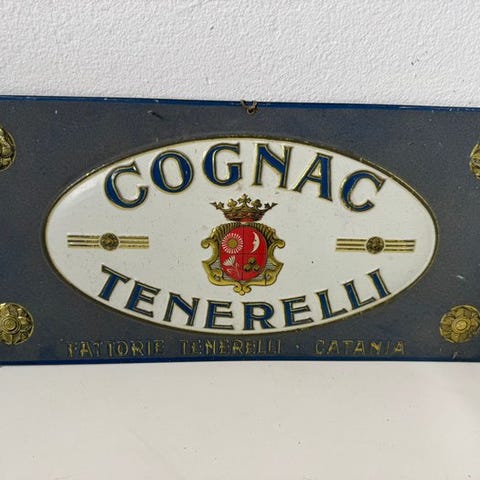 COGNAC
TENERELLI
FATTORIE TENERELLI · CATANIA